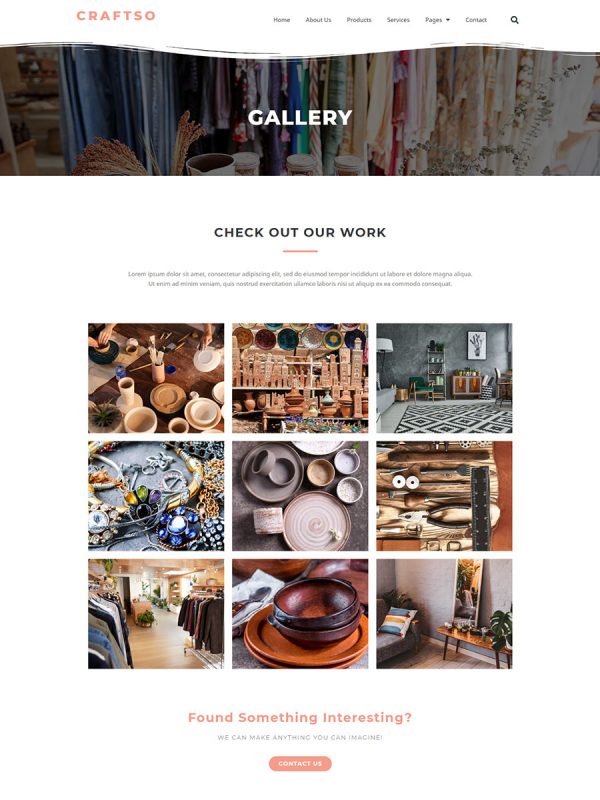 CRAFTSO
Home About Us Products Services Pages Contact
GALLERY
CHECK OUT OUR WORK
Lorem ipsum dolor sit amet, consectetur adipiscing elit, sed do eiusmod tempor incididunt ut labore et dolore magna aliqua.
Ut enim ad minim veniam, quis nostrud exercitation ullamco laboris nisi ut aliquip ex ea commodo consequat.
Found Something Interesting?
WE CAN MAKE ANYTHING YOU CAN IMAGINE!
CONTACT US